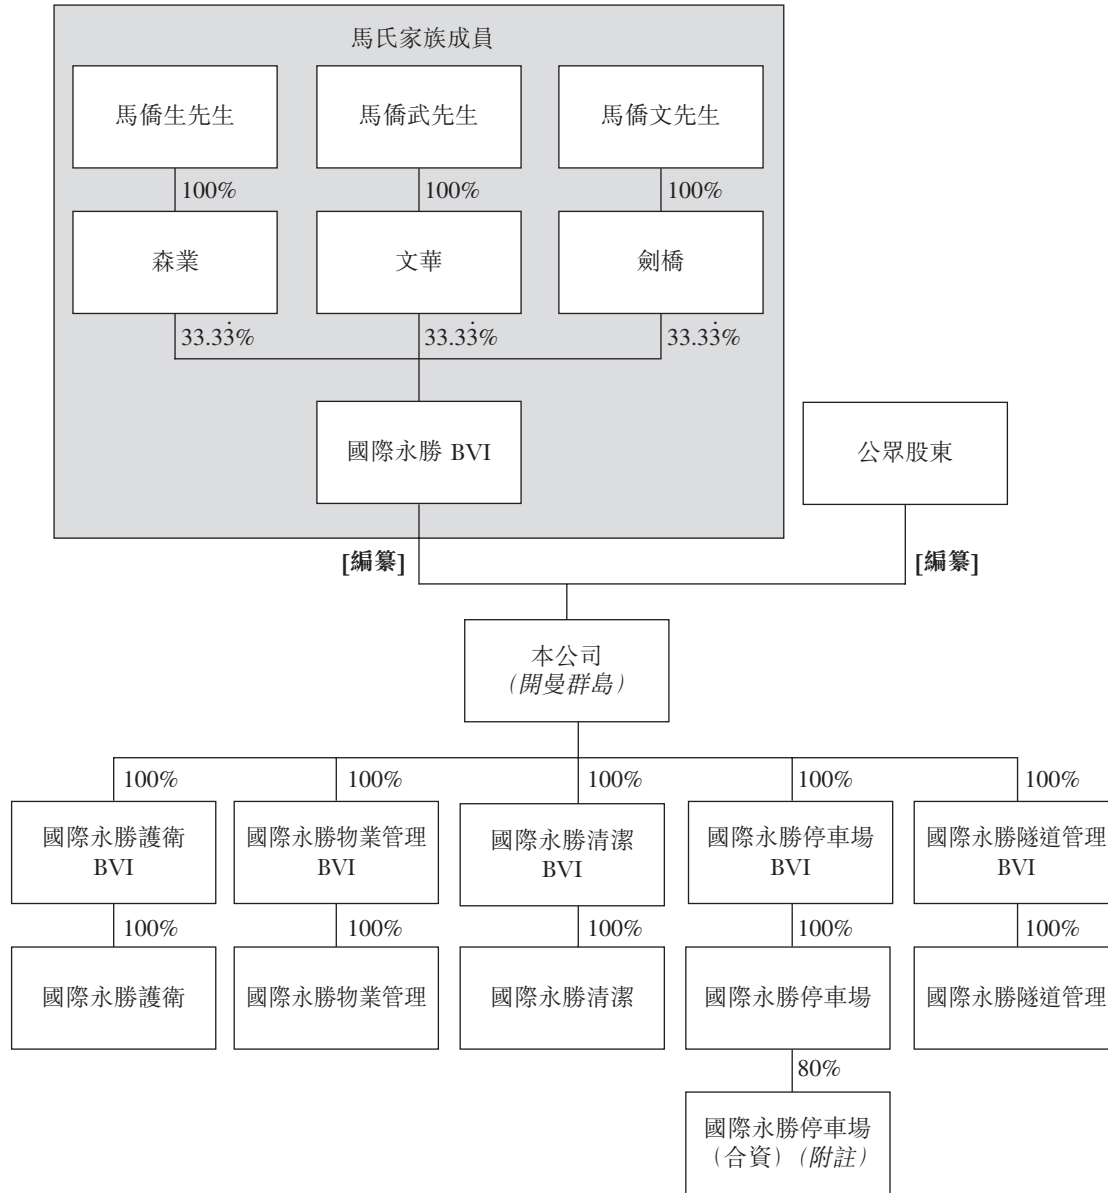 馬氏家族成員
馬僑生先生
馬僑武先生
馬僑文先生
100%
100%
100%
森業
文華
劍橋
33.33̇%
33.33̇%
33.33̇%
國際永勝 BVI
公眾股東
[編纂]
[編纂]
本公司
（開曼群島）
100%
100%
100%
100%
100%
國際永勝護衛
BVI
國際永勝物業管理
BVI
國際永勝清潔
BVI
國際永勝停車場
BVI
國際永勝隧道管理
BVI
100%
100%
100%
100%
100%
國際永勝護衛
國際永勝物業管理
國際永勝清潔
國際永勝停車場
國際永勝隧道管理
80%
國際永勝停車場
（合資）（附註）